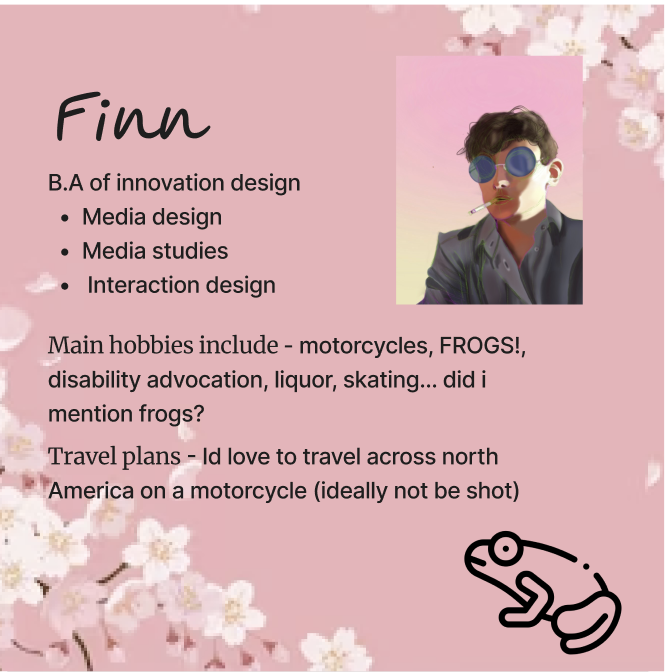 Finn
B.A of innovation design
• Media design
• Media studies
• Interaction design
Main hobbies include - motorcycles, FROGS!,
disability advocation, liquor, skating... did i
mention frogs?
Travel plans - Id love to travel across north
America on a motorcycle (ideally not be shot)